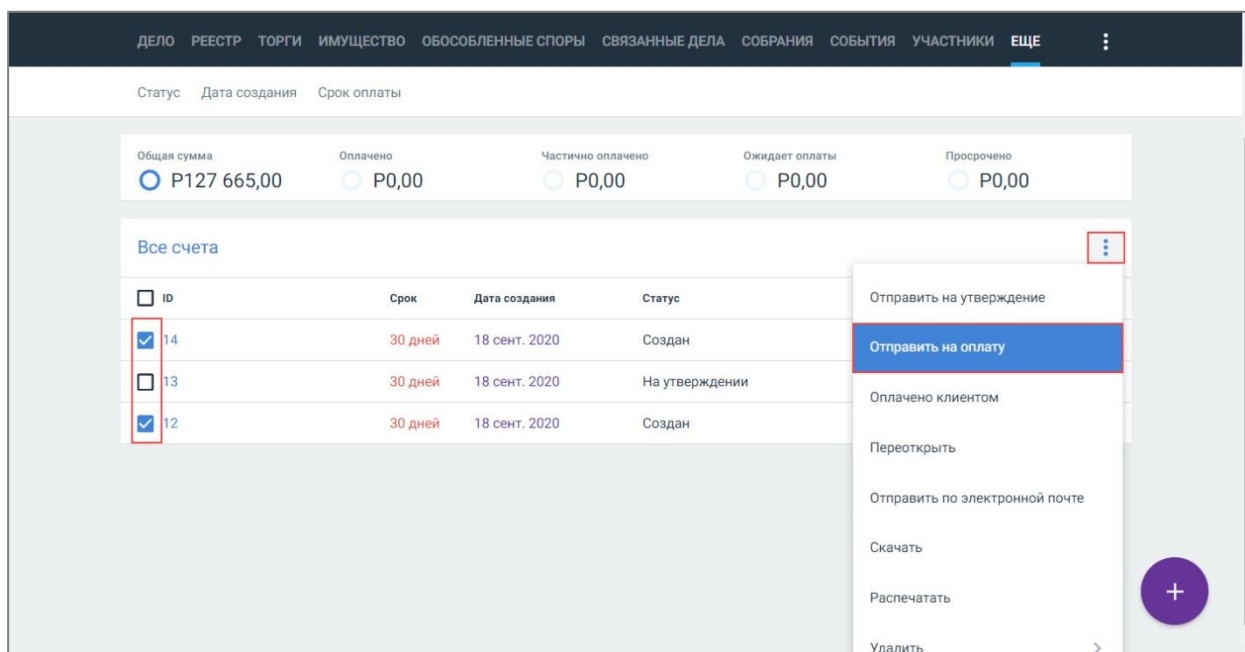 ДЕЛО РЕЕСТР ТОРГИ ИМУЩЕСТВО ОБОСОБЛЕННЫЕ СПОРЫ СВЯЗАННЫЕ ДЕЛА СОБРАНИЯ СОБЫТИЯ УЧАСТНИКИ ЕЩЕ
Статус Дата создания Срок оплаты
Общая сумма Оплачено Частично оплачено Ожидает оплаты Просрочено
Р127 665,00 Р0,00 Р0,00 Р0,00 Р0,00
Все счета
ID Срок Дата создания Статус
14 30 дней 18 сент. 2020 Создан
13 30 дней 18 сент. 2020 На утверждении
12 30 дней 18 сент. 2020 Создан
Отправить на утверждение
Отправить на оплату
Оплачено клиентом
Переоткрыть
Отправить по электронной почте
Скачать
Распечатать
Удалить